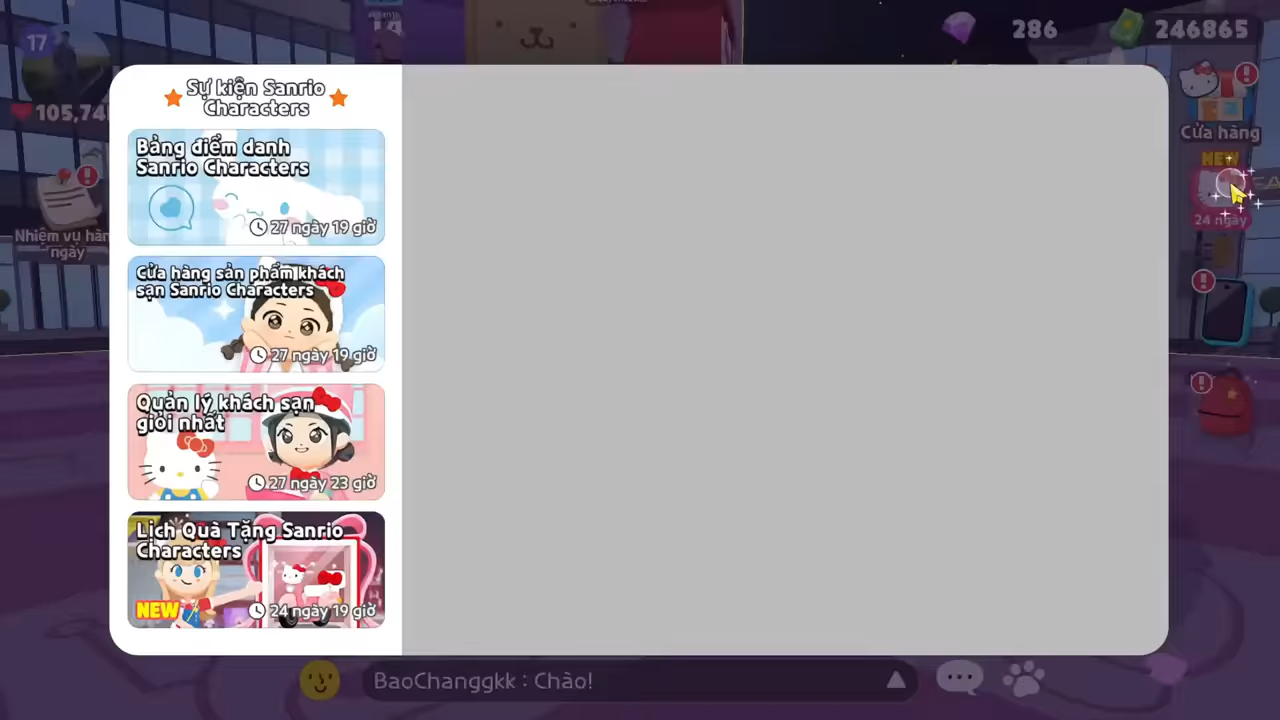 17
286
246865
105,74
Nhiệm vụ hàn
ngày
Sự kiện Sanrio
Characters
Bảng điểm danh
Sanrio Characters
27 ngày 19 giờ
Cửa hàng sản phẩm khách
sạn Sanrio Characters
27 ngày 19 giờ
Quản lý khách sạn
giỏi nhất
27 ngày 23 giờ
Lịch Quà Tặng Sanrio
Characters
NEW
24 ngày 19 giờ
Cửa hàng
NEW
24 ngày
BaoChanggkk : Chào!